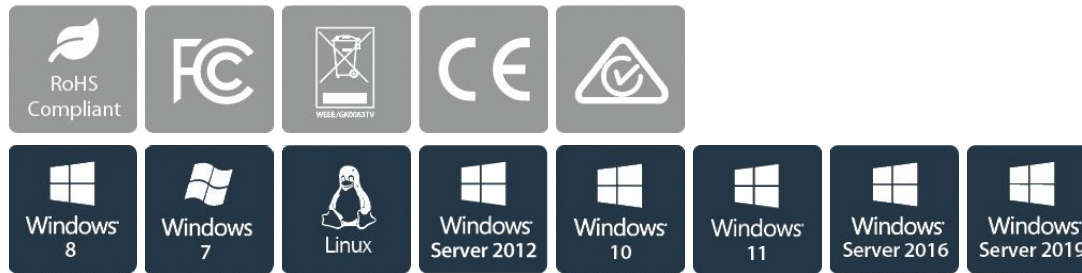 RoHS
Compliant
FC
WEEE/GK0063TV
CE
Windows
8
Windows
7
Linux
Windows
Server 2012
Windows
10
Windows
11
Windows
Server 2016
Windows
Server 2019